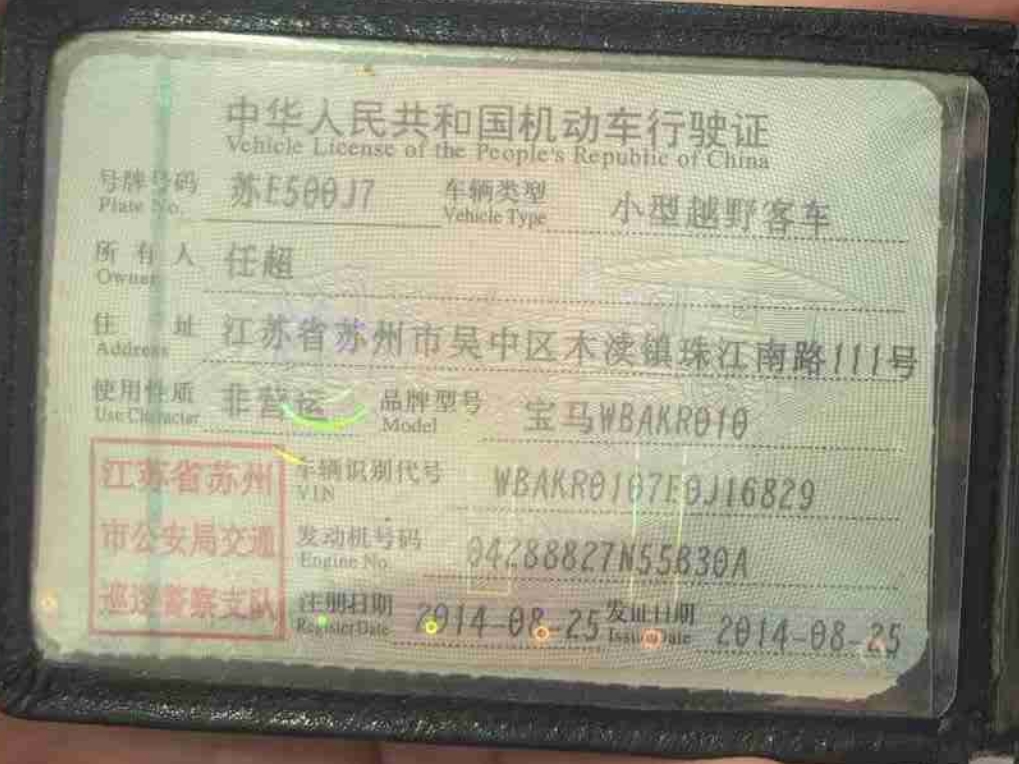 中华人民共和国机动车行驶证
Vehicle License of the People's Republic of China
号牌号码 苏E500J7 车辆类型 小型越野客车
Plate No. Vehicle Type
所有人 任超
Owner
住址 江苏省苏州市吴中区木渎镇珠江南路111号
Address
使用性质 非营运 品牌型号 宝马WBAKR010
Use Character Model
江苏省苏州 车辆识别代号 WBAKR0107E0J16829
VIN
市公安局交通 发动机号码 04288827N55B30A
Engine No.
巡逻警察支队 注册日期 2014-08-25 发证日期 2014-08-25
Register Date Issue Date